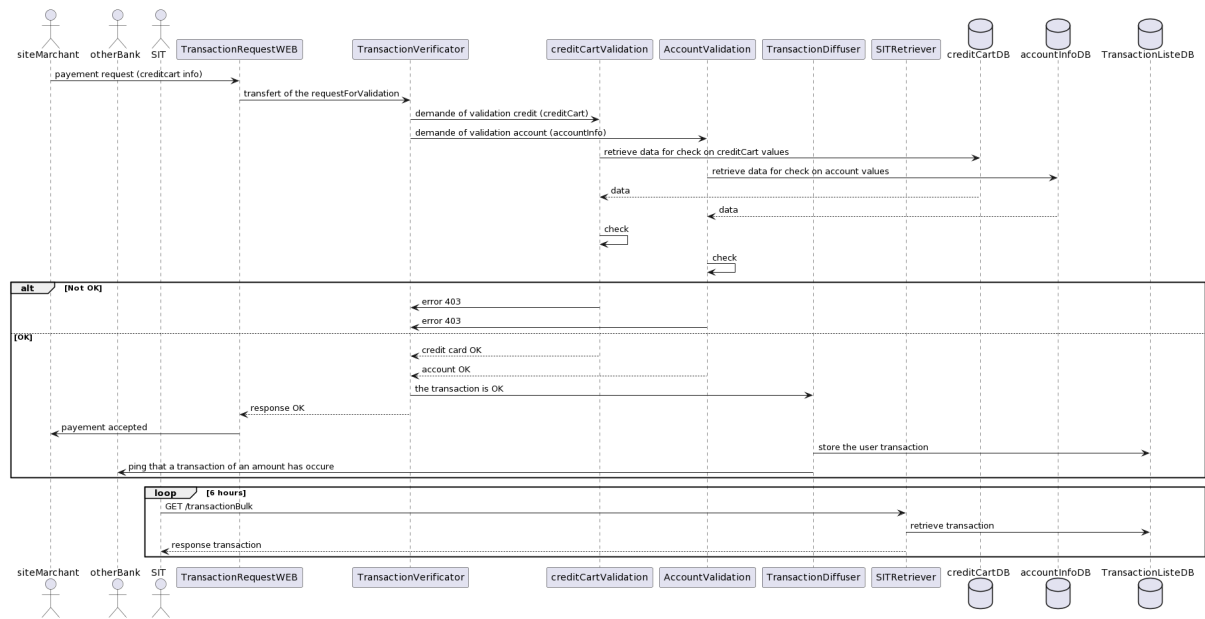 siteMarchant otherBank SIT TransactionRequestWEB TransactionVerificator creditCartValidation AccountValidation TransactionDiffuser SITRetriever creditCartDB accountInfoDB TransactionListeDB
payement request (creditcart info)
transfert of the requestForValidation
demande of validation credit (creditCart)
demande of validation account (accountInfo)
retrieve data for check on creditCart values
retrieve data for check on account values
data
data
check
check
alt [Not OK]
error 403
error 403
[OK]
credit card OK
account OK
the transaction is OK
response OK
payement accepted
store the user transaction
ping that a transaction of an amount has occure
loop [6 hours]
GET /transactionBulk
retrieve transaction
response transaction
siteMarchant otherBank SIT TransactionRequestWEB TransactionVerificator creditCartValidation AccountValidation TransactionDiffuser SITRetriever creditCartDB accountInfoDB TransactionListeDB